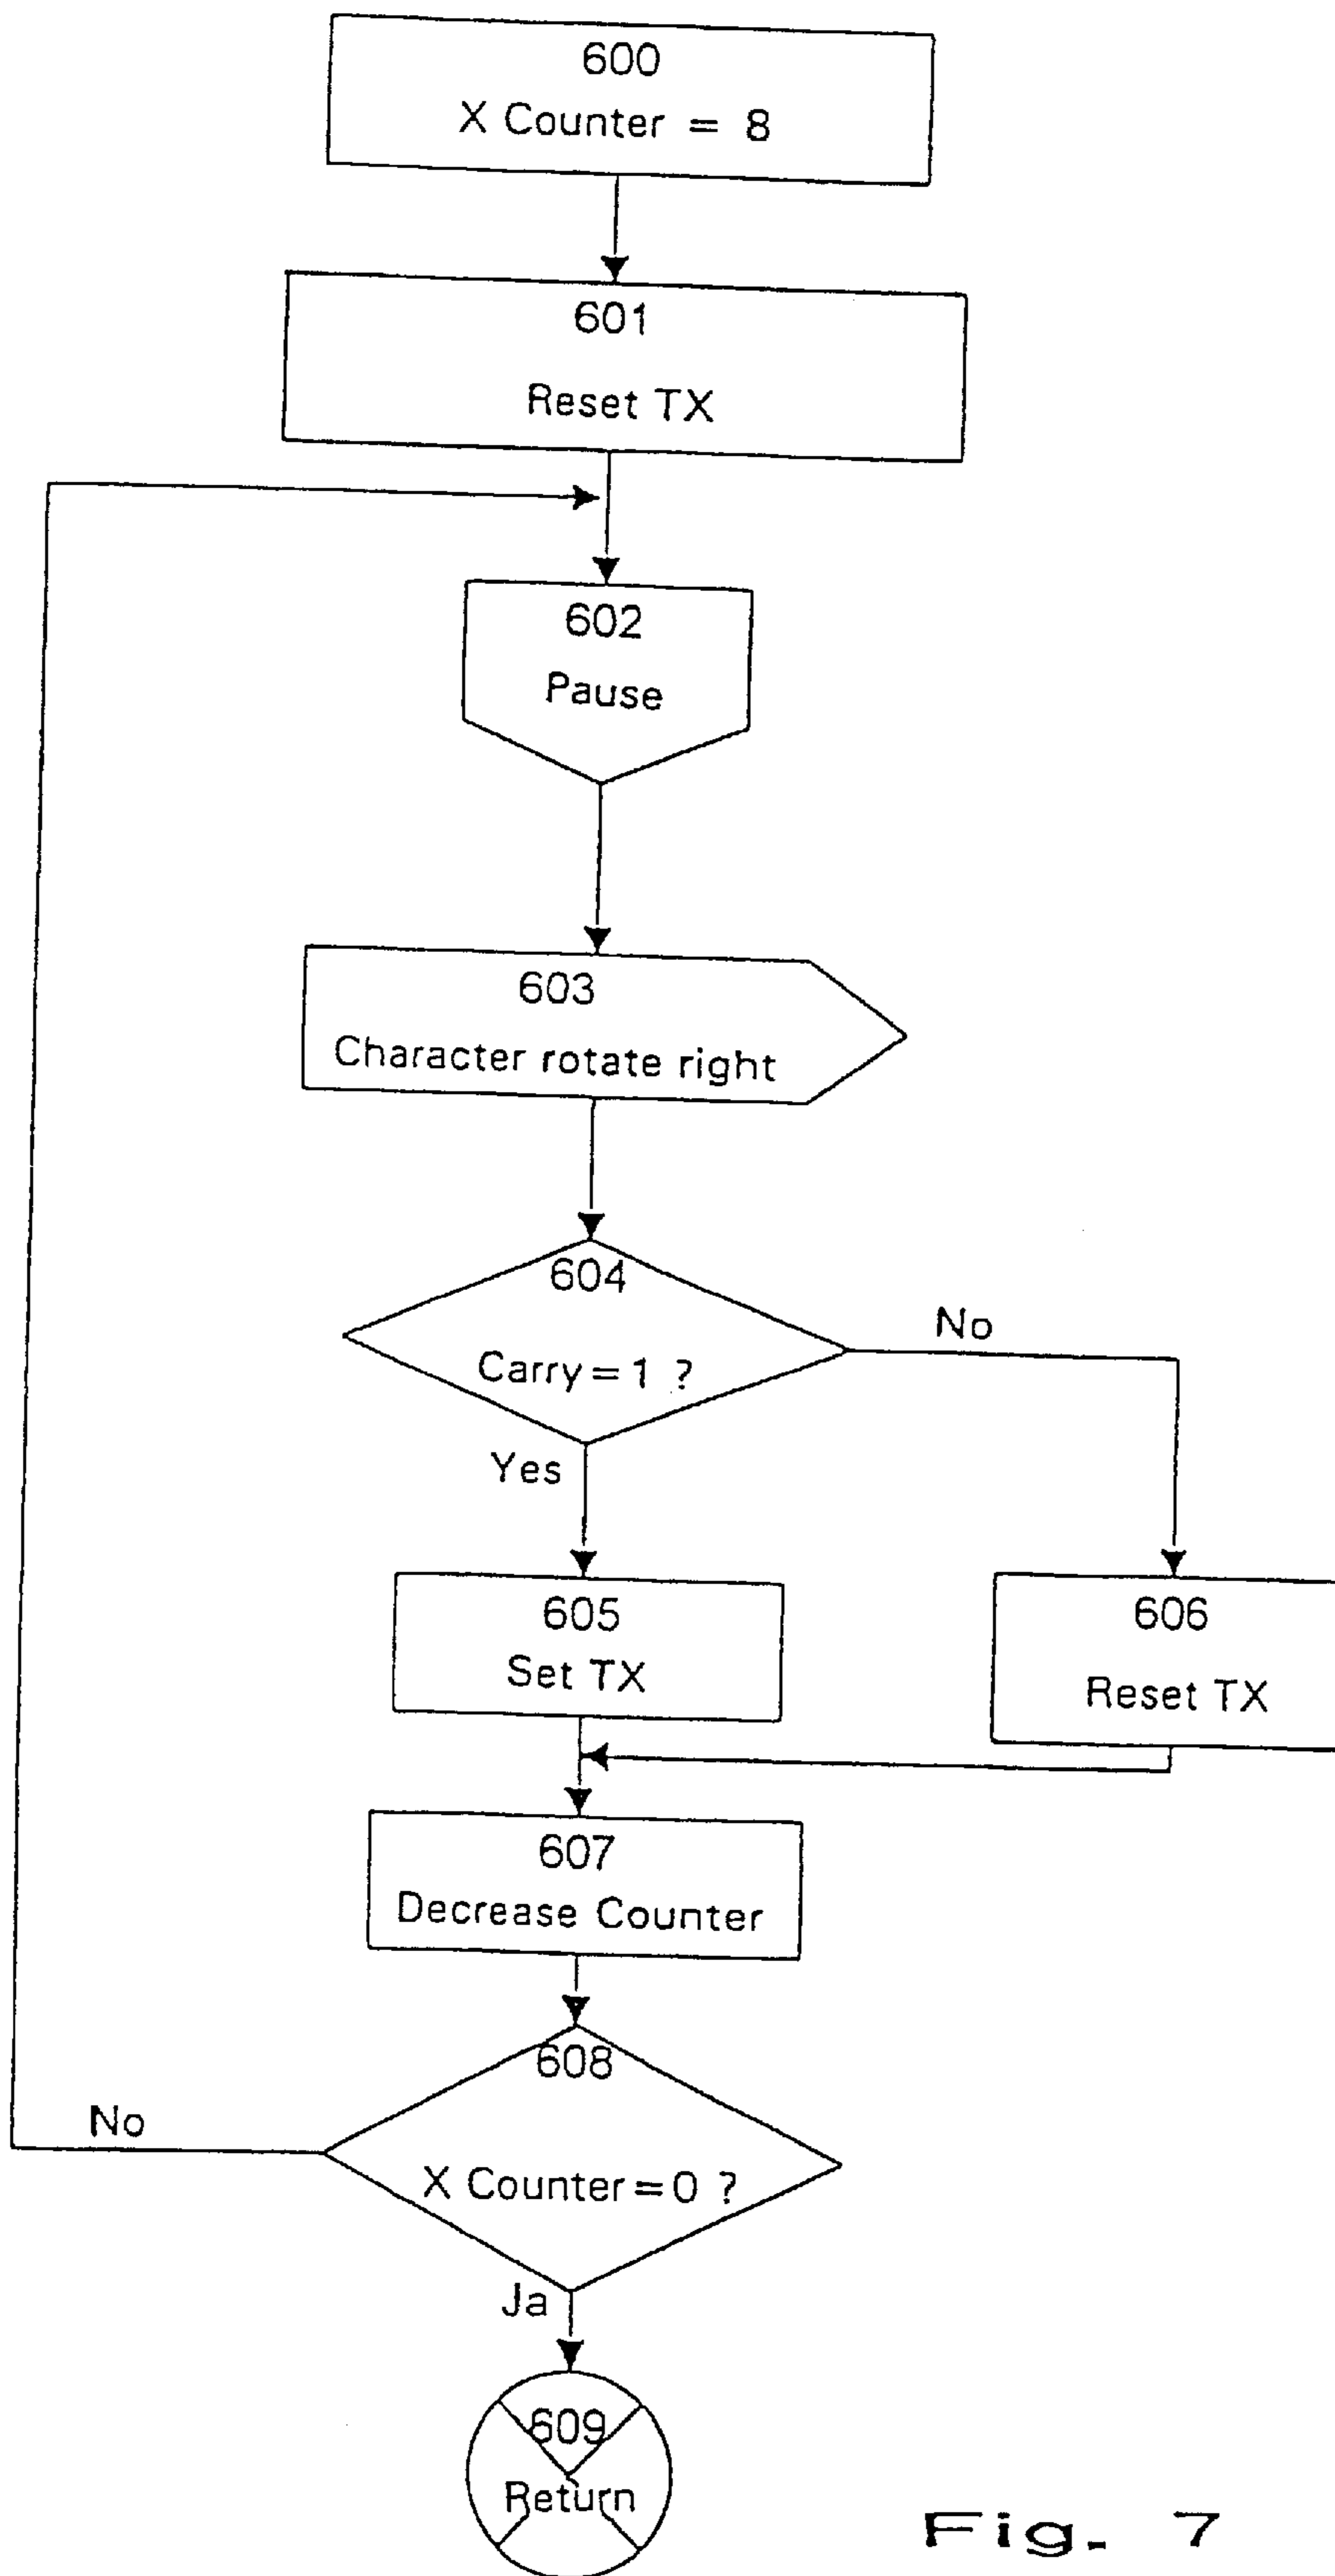 600
X Counter = 8
601
Reset TX
602
Pause
603
Character rotate right
604
Carry = 1 ?
No
Yes
605
Set TX
606
Reset TX
607
Decrease Counter
608
No
X Counter = 0 ?
Ja
609
Return
Fig. 7